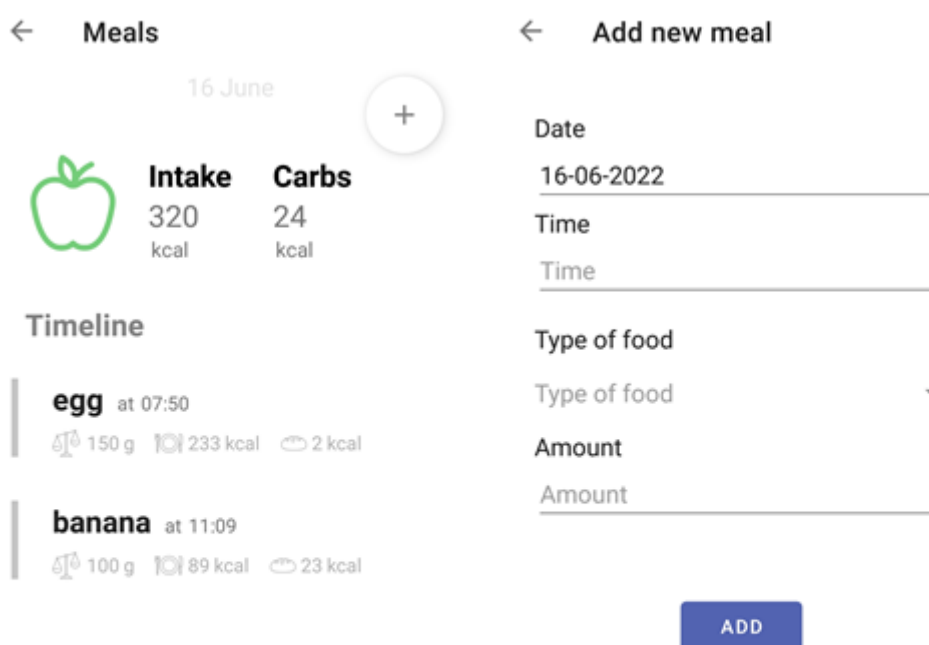 Meals
16 June
+
Intake Carbs
320 24
kcal kcal
Timeline
egg at 07:50
150 g 233 kcal 2 kcal
banana at 11:09
100 g 89 kcal 23 kcal
Add new meal
Date
16-06-2022
Time
Time
Type of food
Type of food
Amount
Amount
ADD